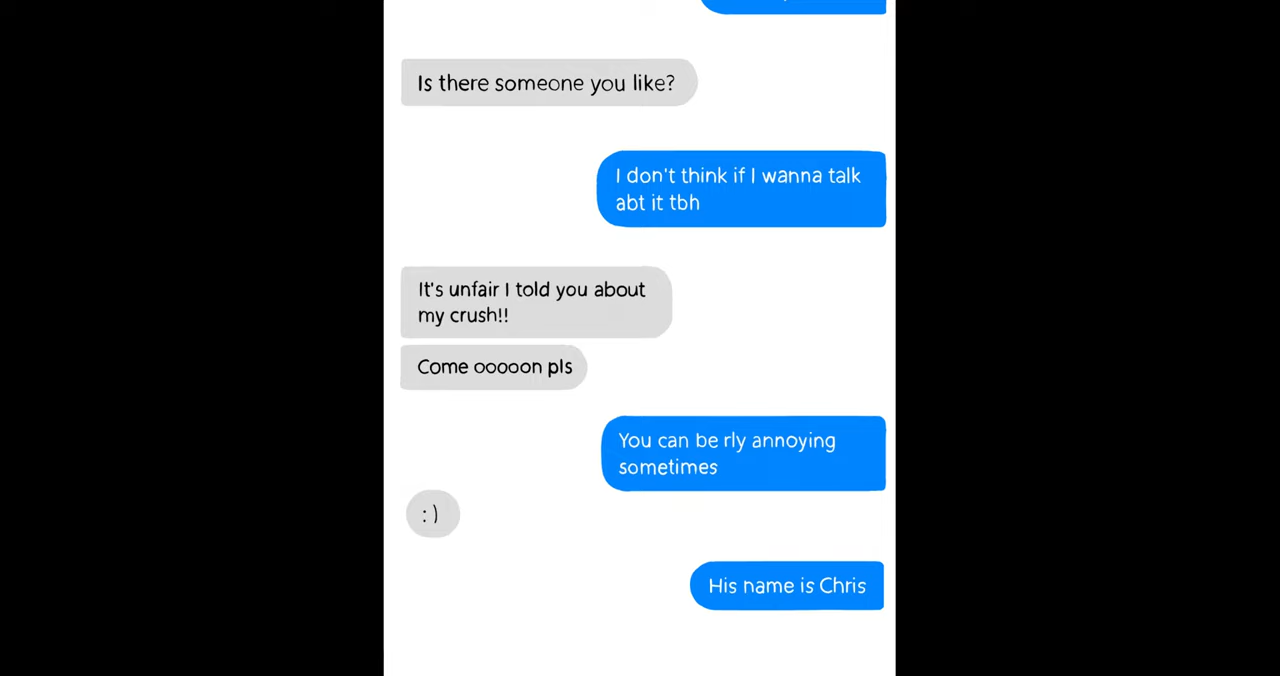 Is there someone you like?
I don't think if I wanna talk
abt it tbh
It's unfair I told you about
my crush!!
Come ooooon pls
You can be rly annoying
sometimes
:)
His name is Chris